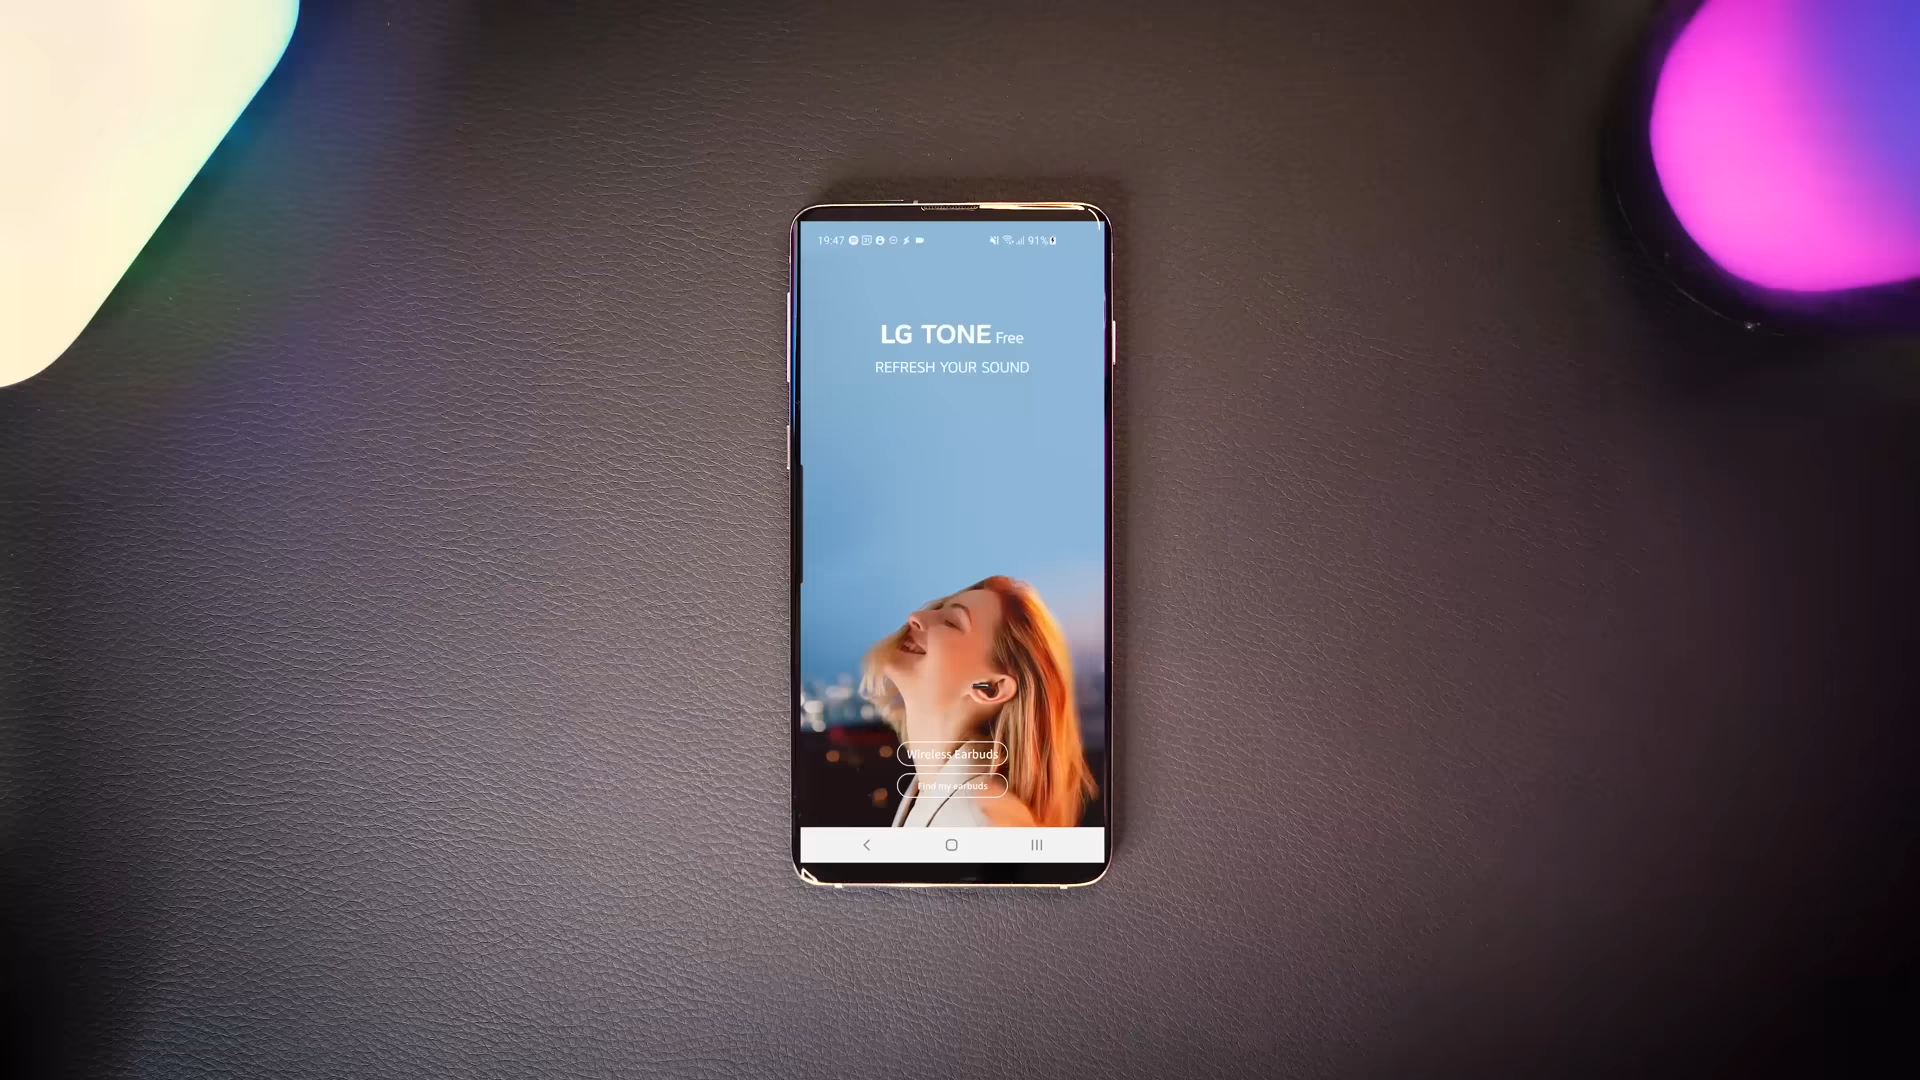 19:47 91%
LG TONE Free
REFRESH YOUR SOUND
Wireless Earbuds
Find my earbuds